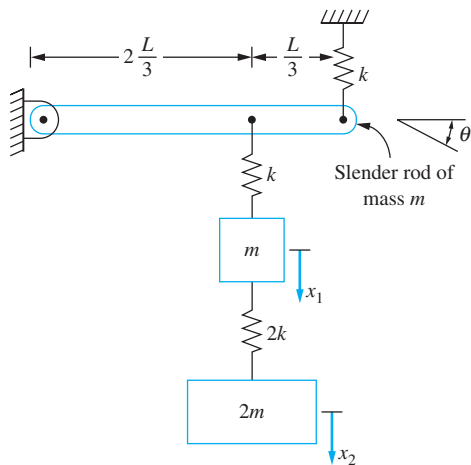 2 L/3
L/3
k
θ
k
Slender rod of
mass m
m
x₁
2k
2m
x₂